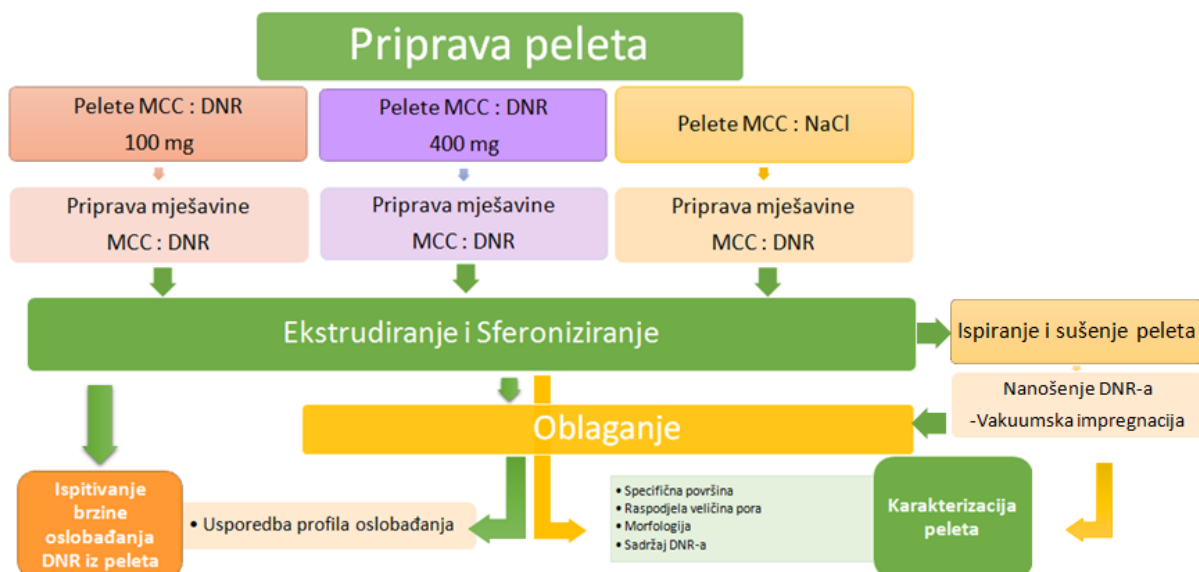 Priprava peleta
Pelete MCC : DNR
100 mg
Pelete MCC : DNR
400 mg
Pelete MCC : NaCl
Priprava mješavine
MCC : DNR
Priprava mješavine
MCC : DNR
Priprava mješavine
MCC : DNR
Ekstrudiranje i Sferoniziranje
Ispiranje i sušenje peleta
Nanošenje DNR-a
-Vakuumska impregnacija
Oblaganje
Ispitivanje
brzine
oslobađanja
DNR iz peleta
• Usporedba profila oslobađanja
• Specifična površina
• Raspodjela veličina pora
• Morfologija
• Sadržaj DNR-a
Karakterizacija
peleta